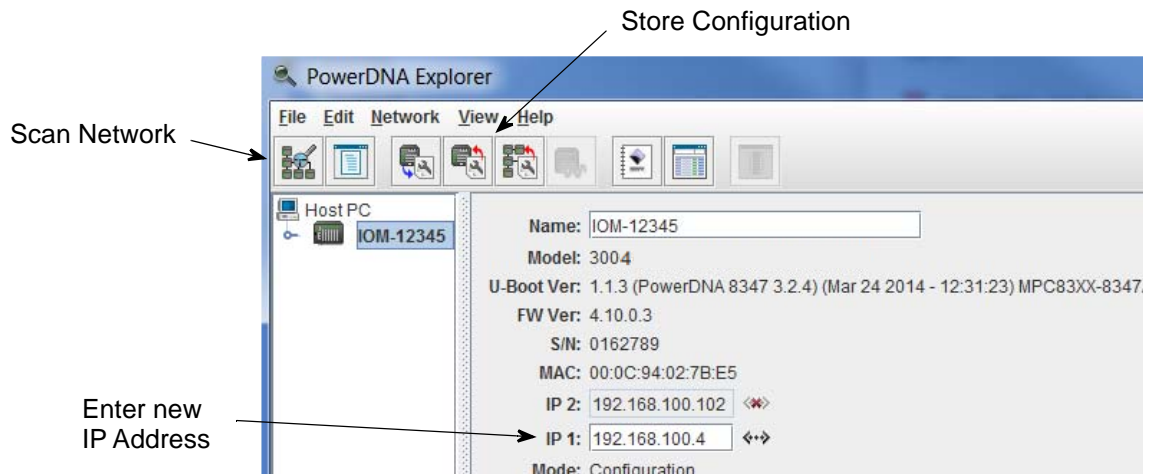 Store Configuration
PowerDNA Explorer
File Edit Network View Help
Scan Network
Host PC
IOM-12345
Name: IOM-12345
Model: 3004
U-Boot Ver: 1.1.3 (PowerDNA 8347 3.2.4) (Mar 24 2014 - 12:31:23) MPC83XX-8347
FW Ver: 4.10.0.3
S/N: 0162789
MAC: 00:0C:94:02:7B:E5
IP 2: 192.168.100.102
Enter new
IP Address
IP 1: 192.168.100.4
Mode: Configuration